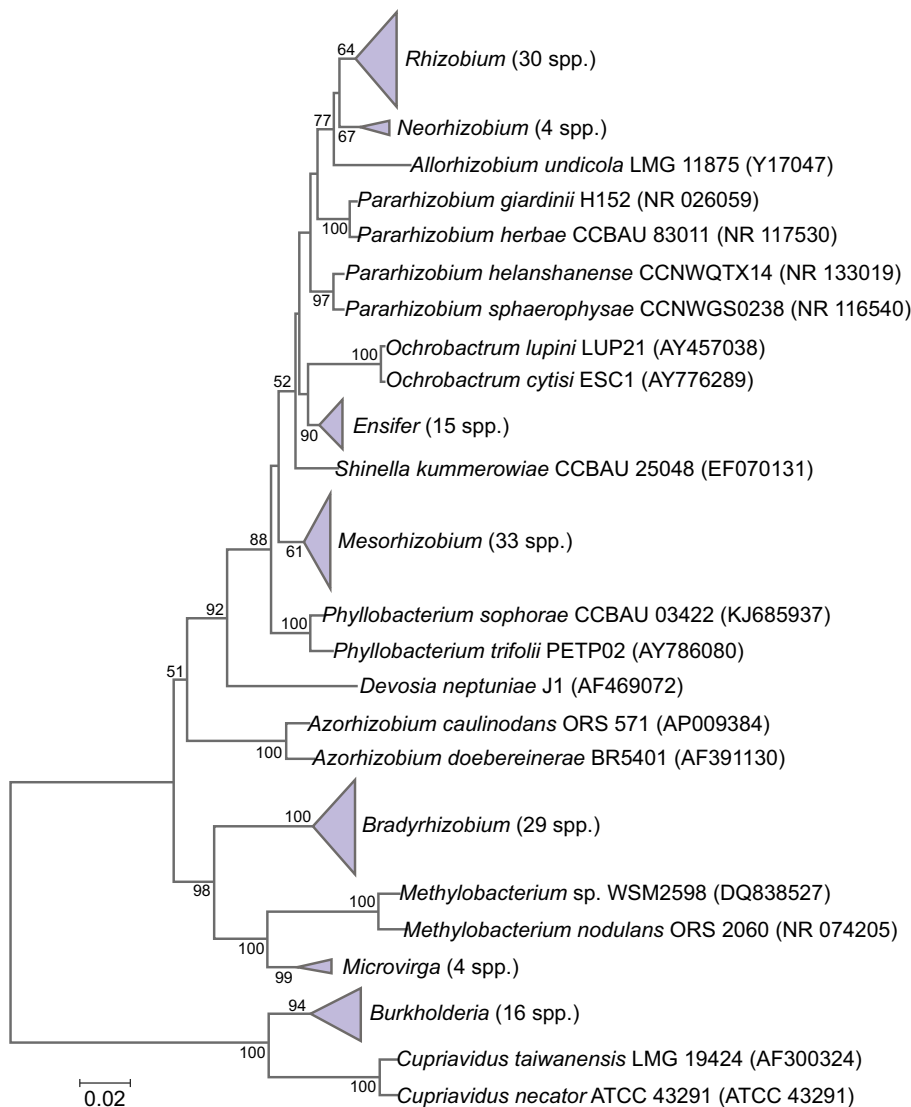 64
Rhizobium (30 spp.)
77
67
Neorhizobium (4 spp.)
Allorhizobium undicola LMG 11875 (Y17047)
Pararhizobium giardinii H152 (NR 026059)
100
Pararhizobium herbae CCBAU 83011 (NR 117530)
Pararhizobium helanshanense CCNWQTX14 (NR 133019)
97
Pararhizobium sphaerophysae CCNWGS0238 (NR 116540)
Ochrobactrum lupini LUP21 (AY457038)
100
Ochrobactrum cytisi ESC1 (AY776289)
52
90
Ensifer (15 spp.)
Shinella kummerowiae CCBAU 25048 (EF070131)
88
61
Mesorhizobium (33 spp.)
92
Phyllobacterium sophorae CCBAU 03422 (KJ685937)
100
Phyllobacterium trifolii PETP02 (AY786080)
51
Devosia neptuniae J1 (AF469072)
Azorhizobium caulinodans ORS 571 (AP009384)
100
Azorhizobium doebereinerae BR5401 (AF391130)
100
Bradyrhizobium (29 spp.)
98
Methylobacterium sp. WSM2598 (DQ838527)
100
Methylobacterium nodulans ORS 2060 (NR 074205)
100
99
Microvirga (4 spp.)
94
Burkholderia (16 spp.)
100
Cupriavidus taiwanensis LMG 19424 (AF300324)
100
Cupriavidus necator ATCC 43291 (ATCC 43291)
0.02